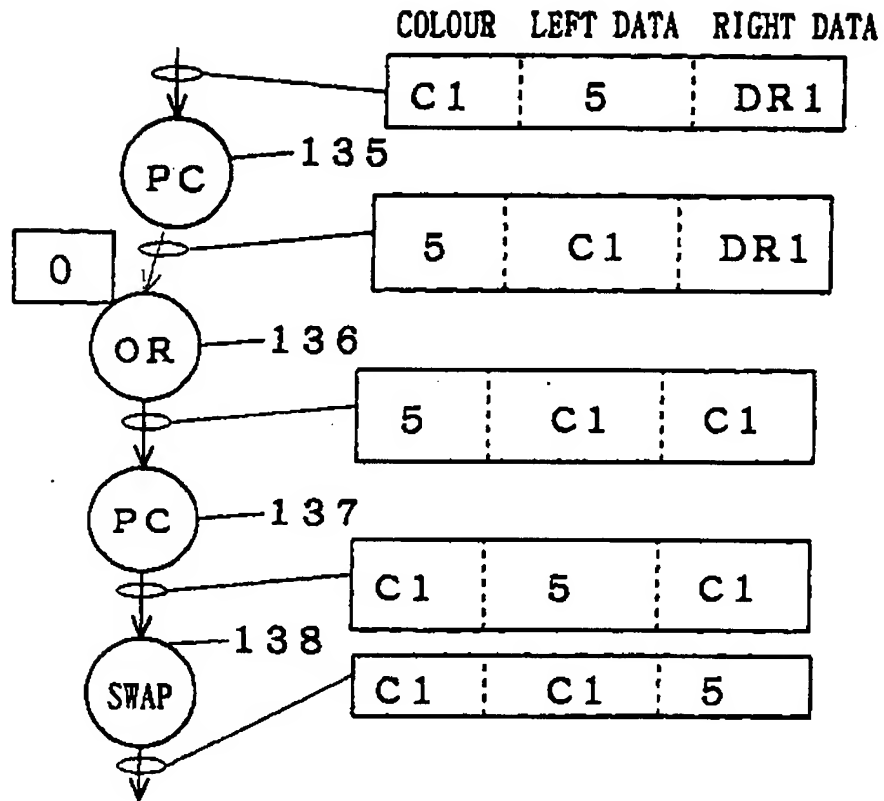 COLOUR LEFT DATA RIGHT DATA
C1 5 DR1
PC 135
5 C1 DR1
0
OR 136
5 C1 C1
PC 137
C1 5 C1
SWAP 138
C1 C1 5